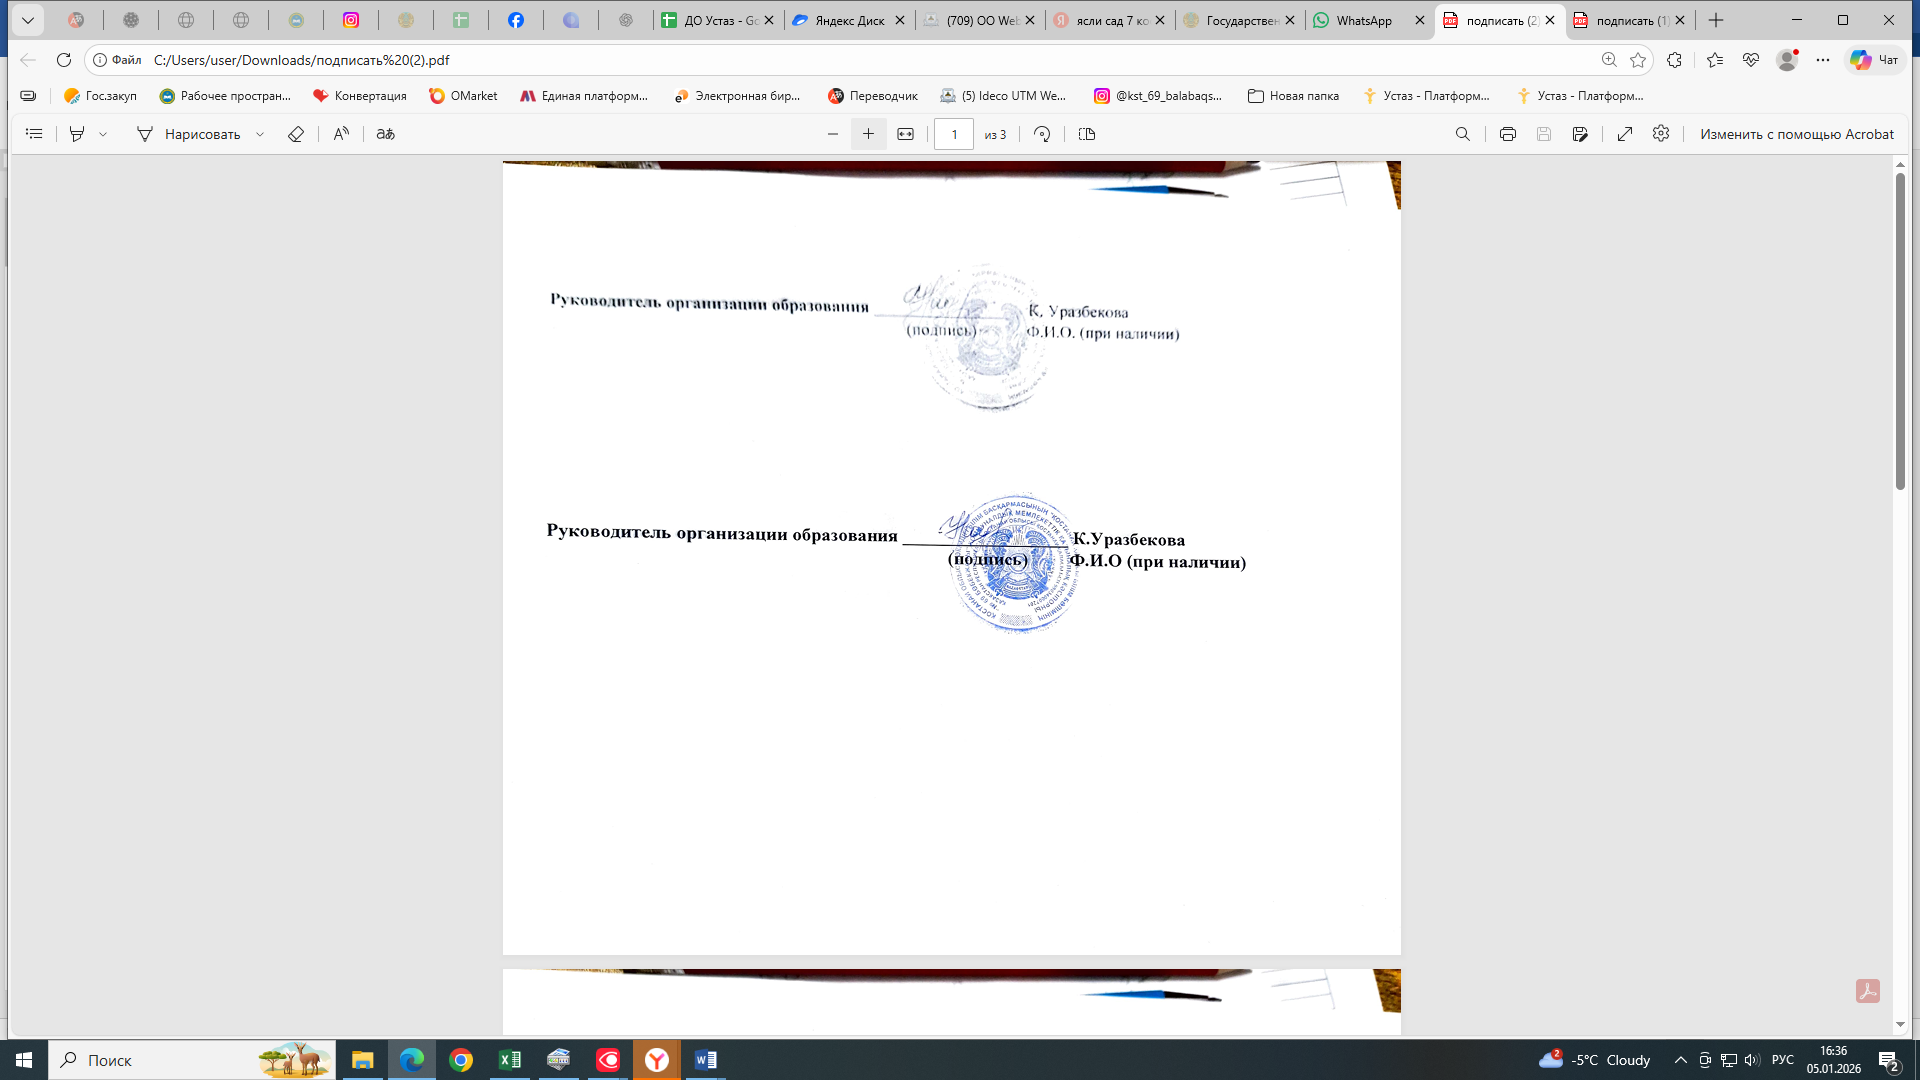 ДО Устаз - Go
Яндекс Диск
(709) ОО Web
ясли сад 7 ко
Государствен
WhatsApp
подписать (2)
подписать (1)
Файл C:/Users/user/Downloads/подписать%20(2).pdf
Чат
Гос.закуп
Рабочее простран...
Конвертация
OMarket
Единая платформ...
Электронная бир...
Переводчик
(5) Ideco UTM We...
@kst_69_balabaqs...
Новая папка
Устаз - Платформ...
Устаз - Платформ...
Нарисовать
1 из 3
Изменить с помощью Acrobat
Руководитель организации образования
К. Уразбекова
(подпись) Ф.И.О. (при наличии)
Руководитель организации образования
К.Уразбекова
(подпись) Ф.И.О (при наличии)
Поиск
2
-5°C Cloudy
РУС
16:36
05.01.2026
2